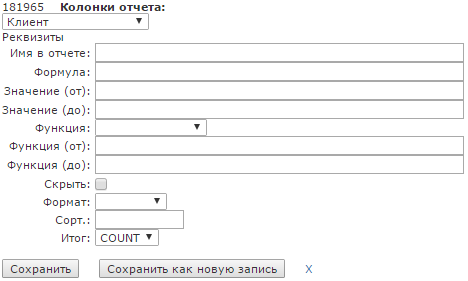 181965 Колонки отчета:
Клиент
Реквизиты
Имя в отчете:
Формула:
Значение (от):
Значение (до):
Функция:
Функция (от):
Функция (до):
Скрыть:
Формат:
Сорт.:
Итог: COUNT
Сохранить Сохранить как новую запись X